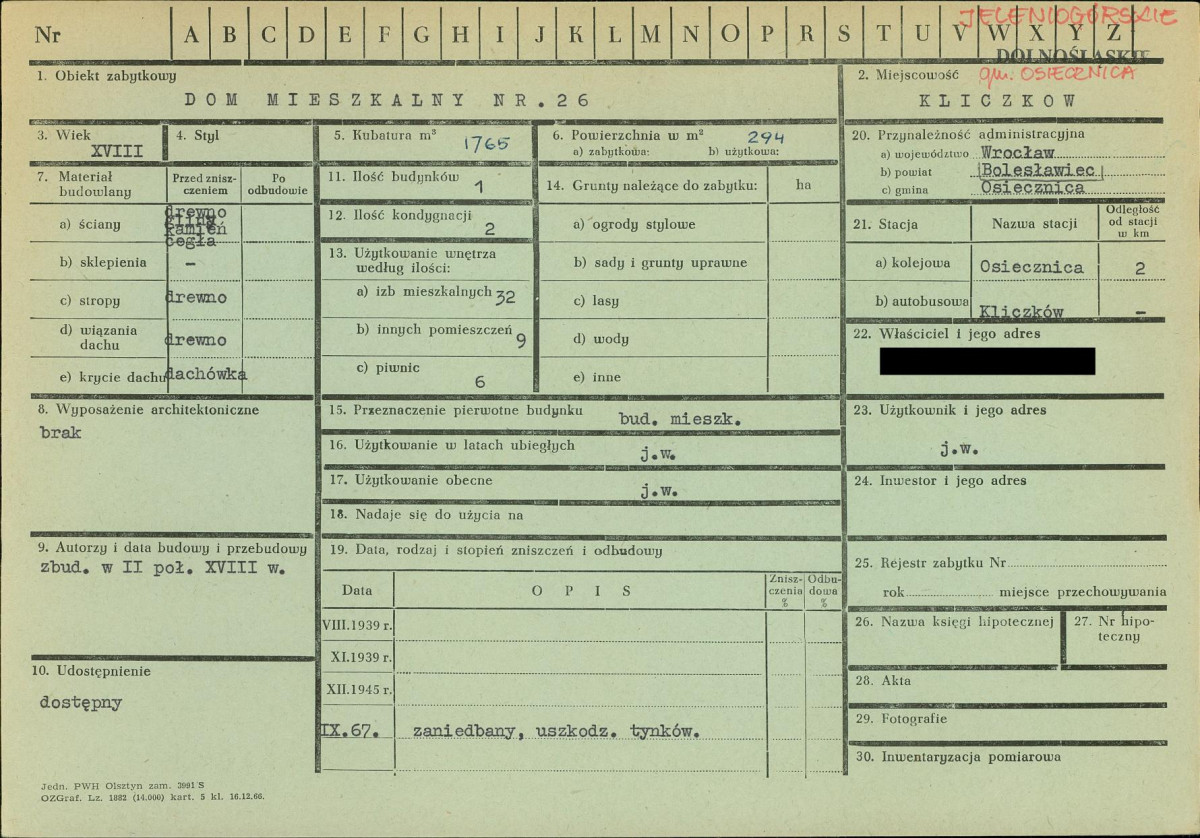 JELENIOGÓRSKIE
Nr A B C D E F G H I J K L M N O P R S T U V W X Y Z
DOLNOŚLĄSKIE
1. Obiekt zabytkowy
DOM MIESZKALNY NR.26
2. Miejscowość
gm. OSIECZNICA
KLICZKOW
3. Wiek
XVIII
4. Styl
5. Kubatura m³
1765
6. Powierzchnia w m²
294
a) zabytkowa: b) użytkowa:
7. Materiał budowlany
Przed zniszczeniem
Po odbudowie
a) ściany
drewno
glina
kamień
cegła
b) sklepienia –
c) stropy drewno
d) wiązania dachu drewno
e) krycie dachu dachówka
8. Wyposażenie architektoniczne
brak
9. Autorzy i data budowy i przebudowy
zbud. w II poł. XVIII w.
10. Udostępnienie
dostępny
11. Ilość budynków
1
12. Ilość kondygnacji
2
13. Użytkowanie wnętrza
według ilości:
a) izb mieszkalnych 32
b) innych pomieszczeń
9
c) piwnic
6
14. Grunty należące do zabytku: ha
a) ogrody stylowe
b) sady i grunty uprawne
c) lasy
d) wody
e) inne
15. Przeznaczenie pierwotne budynku
bud. mieszk.
16. Użytkowanie w latach ubiegłych
j.w.
17. Użytkowanie obecne
j.w.
18. Nadaje się do użycia na
19. Data, rodzaj i stopień zniszczeń i odbudowy
Data
OPIS
Zniszczenia %
Odbudowa %
VIII.1939 r.
XI.1939 r.
XII.1945 r.
IX.67. zaniedbany, uszkodz. tynków.
20. Przynależność administracyjna
a) województwo Wrocław
b) powiat Bolesławiec
c) gmina Osiecznica
21. Stacja
Nazwa stacji
Odległość od stacji w km
a) kolejowa Osiecznica 2
b) autobusowa Kliczków –
22. Właściciel i jego adres
23. Użytkownik i jego adres
j.w.
24. Inwestor i jego adres
25. Rejestr zabytku Nr
rok miejsce przechowywania
26. Nazwa księgi hipotecznej
27. Nr hipoteczny
28. Akta
29. Fotografie
30. Inwentaryzacja pomiarowa
Jedn. PWH Olsztyn zam. 3991 S
OZGraf. Lz. 1882 (14.000) kart. 5 kl. 16.12.66.